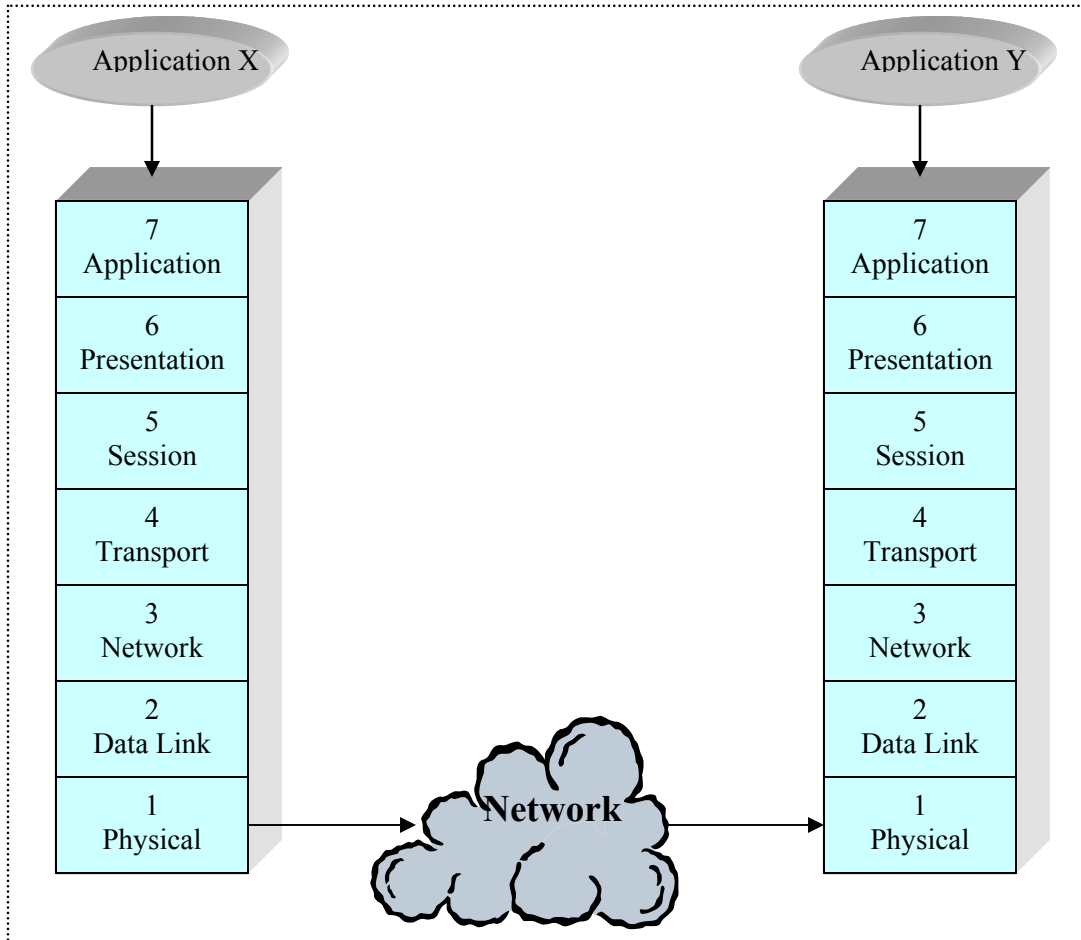 Application X
7
Application
6
Presentation
5
Session
4
Transport
3
Network
2
Data Link
1
Physical
Network
Application Y
7
Application
6
Presentation
5
Session
4
Transport
3
Network
2
Data Link
1
Physical